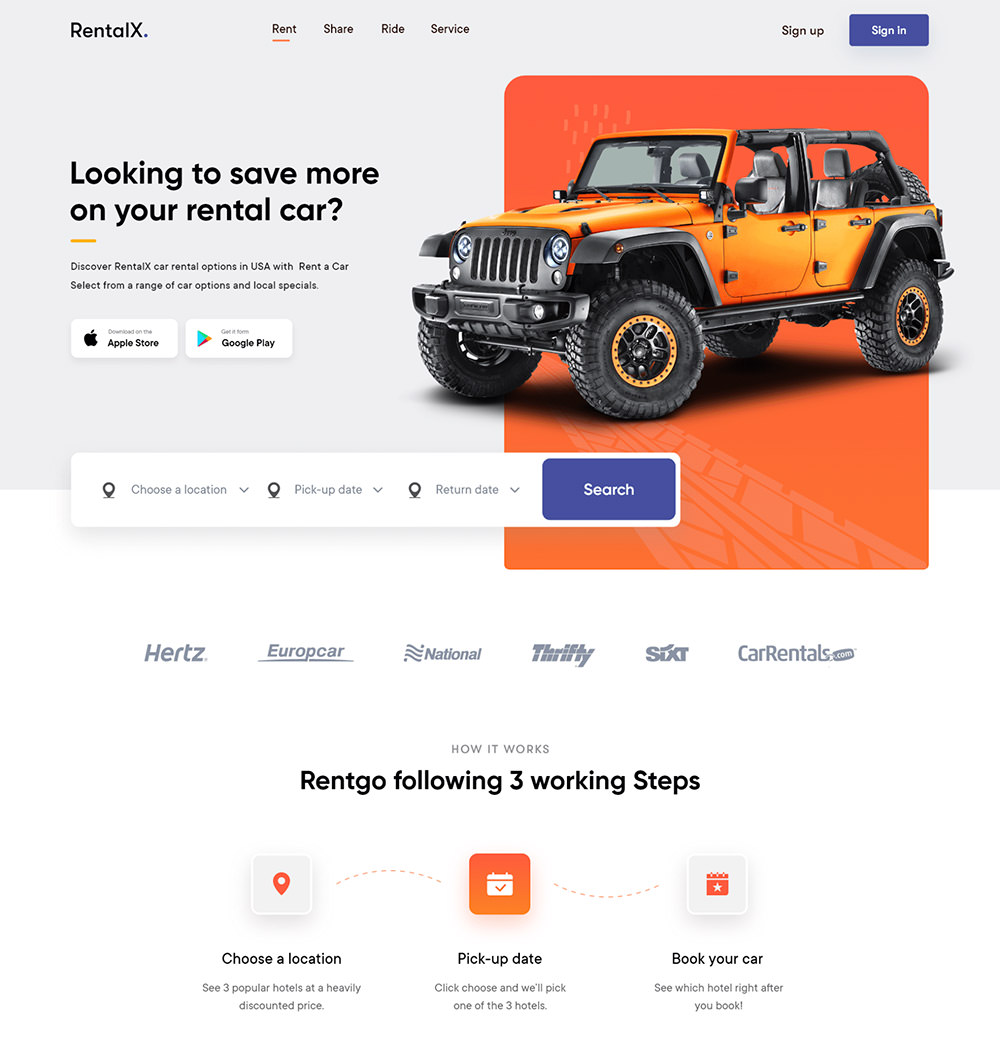 RentalX.
Rent Share Ride Service
Sign up Sign in
Looking to save more
on your rental car?
Discover RentalX car rental options in USA with Rent a Car
Select from a range of car options and local specials.
Download on the
Apple Store
Get it form
Google Play
Jeep
Choose a location Pick-up date Return date Search
Hertz Europcar National Thrifty SIXT CarRentals.com
HOW IT WORKS
Rentgo following 3 working Steps
Choose a location
See 3 popular hotels at a heavily
discounted price.
Pick-up date
Click choose and we'll pick
one of the 3 hotels.
Book your car
See which hotel right after
you book!